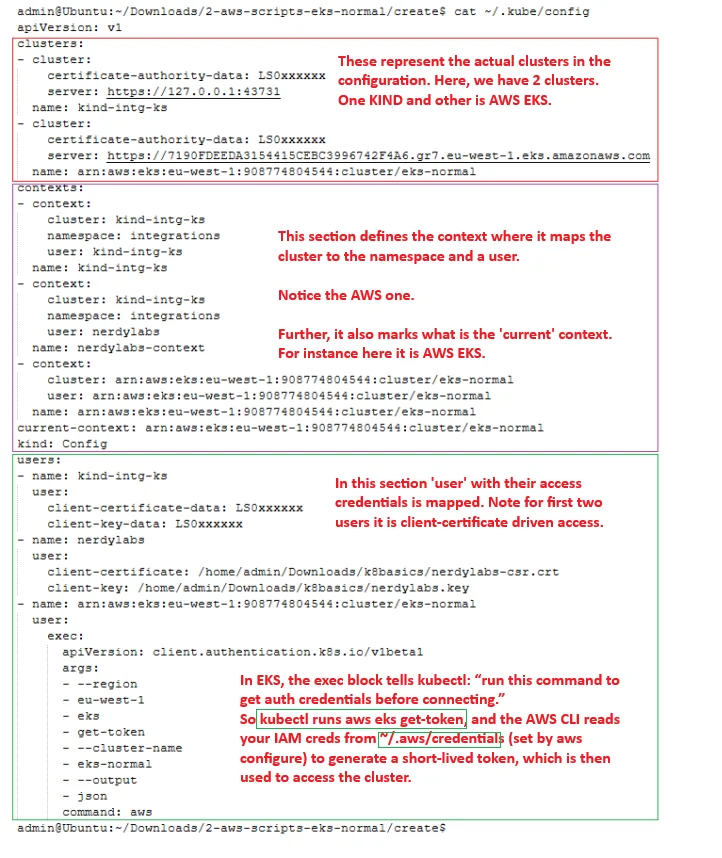 admin@Ubuntu:~/Downloads/2-aws-scripts-eks-normal/create$ cat ~/.kube/config
apiVersion: v1
clusters:
- cluster:
    certificate-authority-data: LS0xxxxxx
    server: https://127.0.0.1:43731
  name: kind-intg-ks
- cluster:
    certificate-authority-data: LS0xxxxxx
    server: https://7190FDEEDA3154415CEBC3996742F4A6.gr7.eu-west-1.eks.amazonaws.com
  name: arn:aws:eks:eu-west-1:908774804544:cluster/eks-normal
These represent the actual clusters in the
configuration. Here, we have 2 clusters.
One KIND and other is AWS EKS.
contexts:
- context:
    cluster: kind-intg-ks
    namespace: integrations
    user: kind-intg-ks
  name: kind-intg-ks
- context:
    cluster: kind-intg-ks
    namespace: integrations
    user: nerdylabs
  name: nerdylabs-context
- context:
    cluster: arn:aws:eks:eu-west-1:908774804544:cluster/eks-normal
    user: arn:aws:eks:eu-west-1:908774804544:cluster/eks-normal
  name: arn:aws:eks:eu-west-1:908774804544:cluster/eks-normal
current-context: arn:aws:eks:eu-west-1:908774804544:cluster/eks-normal
kind: Config
This section defines the context where it maps the
cluster to the namespace and a user.
Notice the AWS one.
Further, it also marks what is the 'current' context.
For instance here it is AWS EKS.
users:
- name: kind-intg-ks
  user:
    client-certificate-data: LS0xxxxxx
    client-key-data: LS0xxxxxx
- name: nerdylabs
  user:
    client-certificate: /home/admin/Downloads/k8basics/nerdylabs-csr.crt
    client-key: /home/admin/Downloads/k8basics/nerdylabs.key
- name: arn:aws:eks:eu-west-1:908774804544:cluster/eks-normal
  user:
    exec:
      apiVersion: client.authentication.k8s.io/v1beta1
      args:
      - --region
      - eu-west-1
      - eks
      - get-token
      - --cluster-name
      - eks-normal
      - --output
      - json
      command: aws
In this section 'user' with their access
credentials is mapped. Note for first two
users it is client-certificate driven access.
In EKS, the exec block tells kubectl: “run this command to
get auth credentials before connecting.”
So kubectl runs aws eks get-token, and the AWS CLI reads
your IAM creds from ~/.aws/credentials (set by aws
configure) to generate a short-lived token, which is then
used to access the cluster.
admin@Ubuntu:~/Downloads/2-aws-scripts-eks-normal/create$